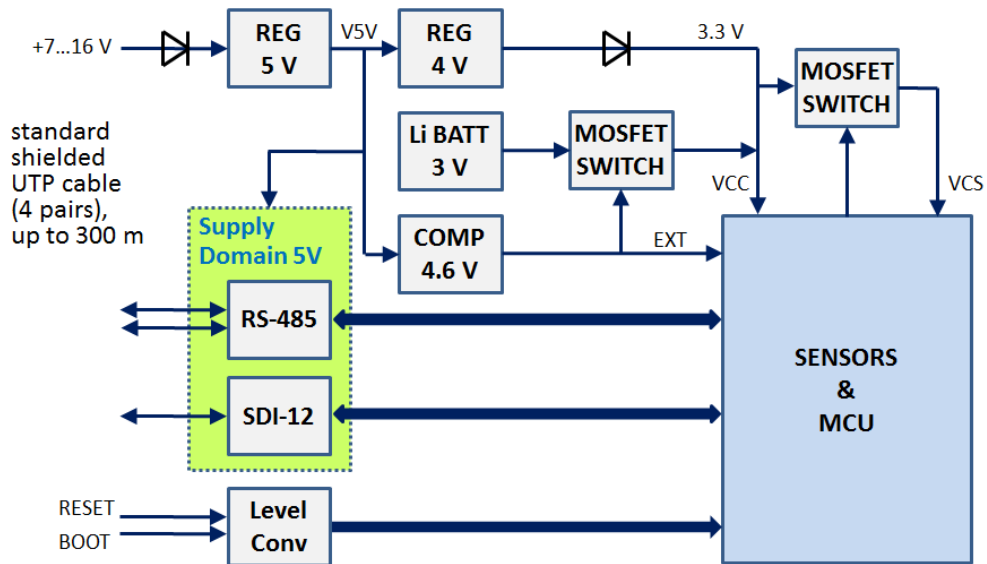 +7...16 V
REG
5 V
V5V
REG
4 V
3.3 V
MOSFET
SWITCH
standard
shielded
UTP cable
(4 pairs),
up to 300 m
Li BATT
3 V
MOSFET
SWITCH
VCC
VCS
Supply
Domain 5V
COMP
4.6 V
EXT
RS-485
SDI-12
SENSORS
&
MCU
RESET
BOOT
Level
Conv